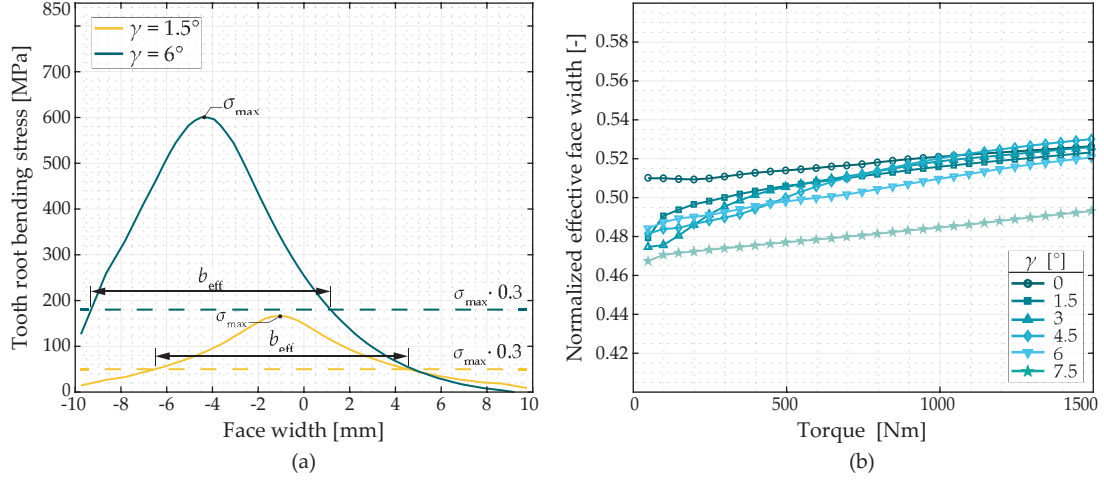 850
800
700
600
500
400
300
200
100
0
-10
-8
-6
-4
-2
0
2
4
6
8
10
Tooth root bending stress [MPa]
Face width [mm]
γ = 1.5°
γ = 6°
σmax
beff
σmax · 0.3
σmax
beff
σmax · 0.3
(a)
0.60
0.58
0.56
0.54
0.52
0.50
0.48
0.46
0.44
0.42
500
1000
1500
Normalized effective face width [-]
Torque [Nm]
γ [°]
0
1.5
3
4.5
6
7.5
(b)